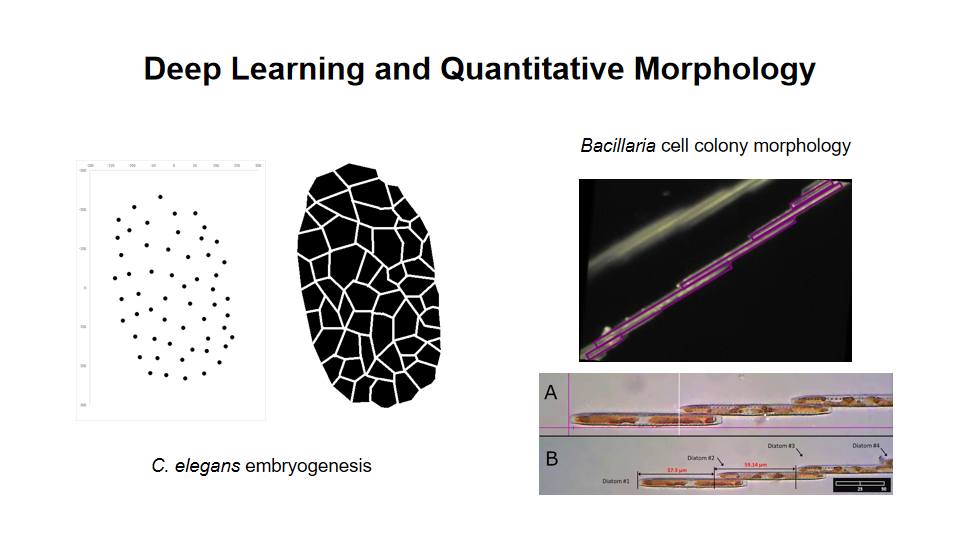 Deep Learning and Quantitative Morphology
Bacillaria cell colony morphology
A
B
Diatom #1
Diatom #2
Diatom #3
Diatom #4
37.5 µm
59.14 µm
25 50
C. elegans embryogenesis